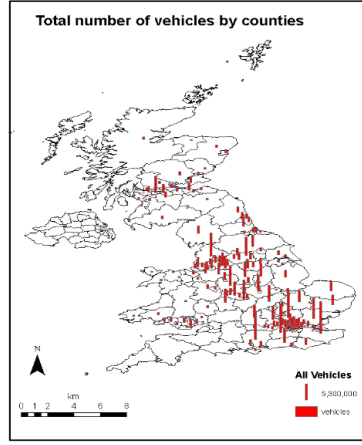 Total number of vehicles by counties
N
km
0 1 2 4 6 8
All Vehicles
5,300,000
vehicles